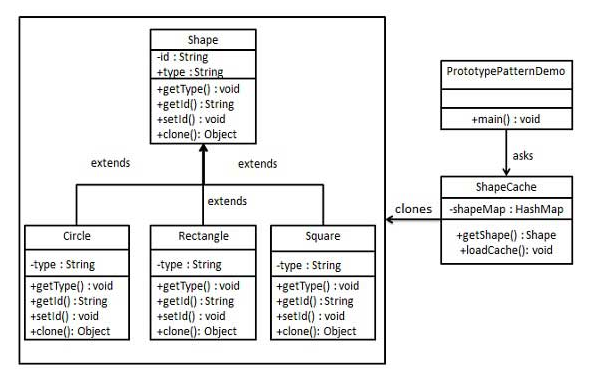 Shape
-id : String
+type : String
+getType() : void
+getId() : String
+setId() : void
+clone(): Object
PrototypePatternDemo
+main() : void
asks
extends
extends
extends
ShapeCache
-shapeMap : HashMap
+getShape() : Shape
+loadCache(): void
clones
Circle
-type : String
+getType() : void
+getId() : String
+setId() : void
+clone(): Object
Rectangle
-type : String
+getType() : void
+getId() : String
+setId() : void
+clone(): Object
Square
-type : String
+getType() : void
+getId() : String
+setId() : void
+clone(): Object